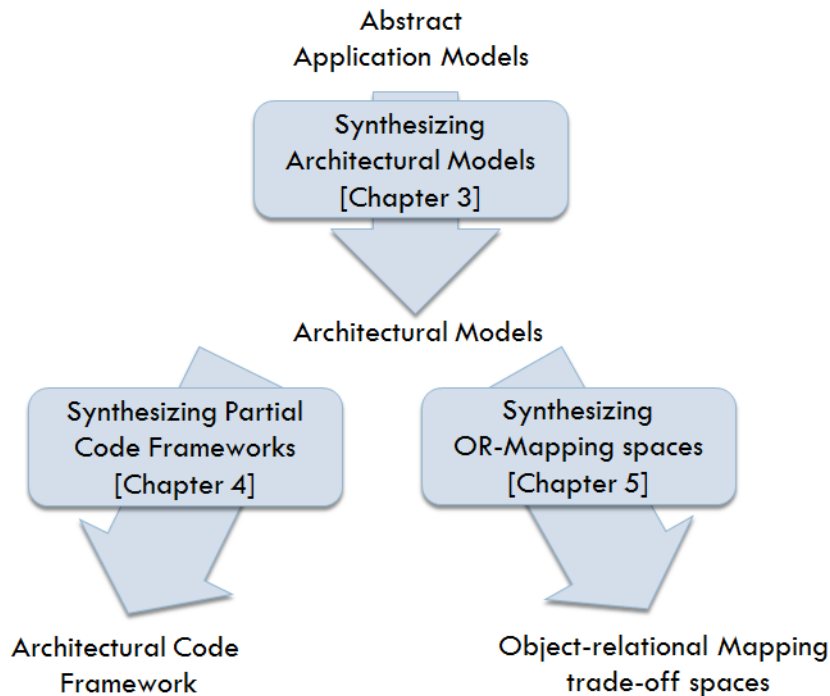 Abstract
Application Models
Synthesizing
Architectural Models
[Chapter 3]
Architectural Models
Synthesizing Partial
Code Frameworks
[Chapter 4]
Synthesizing
OR-Mapping spaces
[Chapter 5]
Architectural Code
Framework
Object-relational Mapping
trade-off spaces